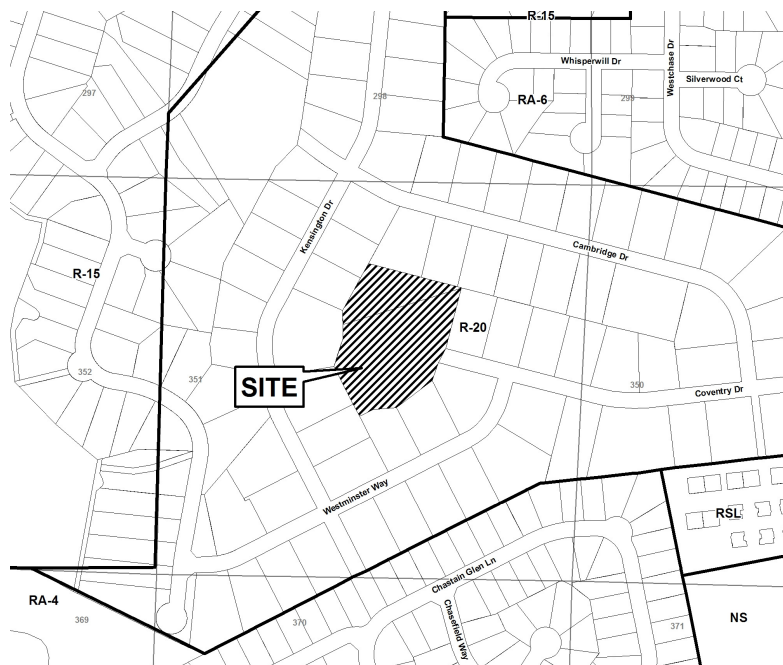 R-15
Whisperwill Dr
Westchase Dr
Silverwood Ct
297
298
RA-6
299
Kensington Dr
Cambridge Dr
R-15
R-20
352
351
SITE
350
Coventry Dr
Westminster Way
RSL
Chastain Glen Ln
RA-4
Chasefield Way
369
370
371
NS